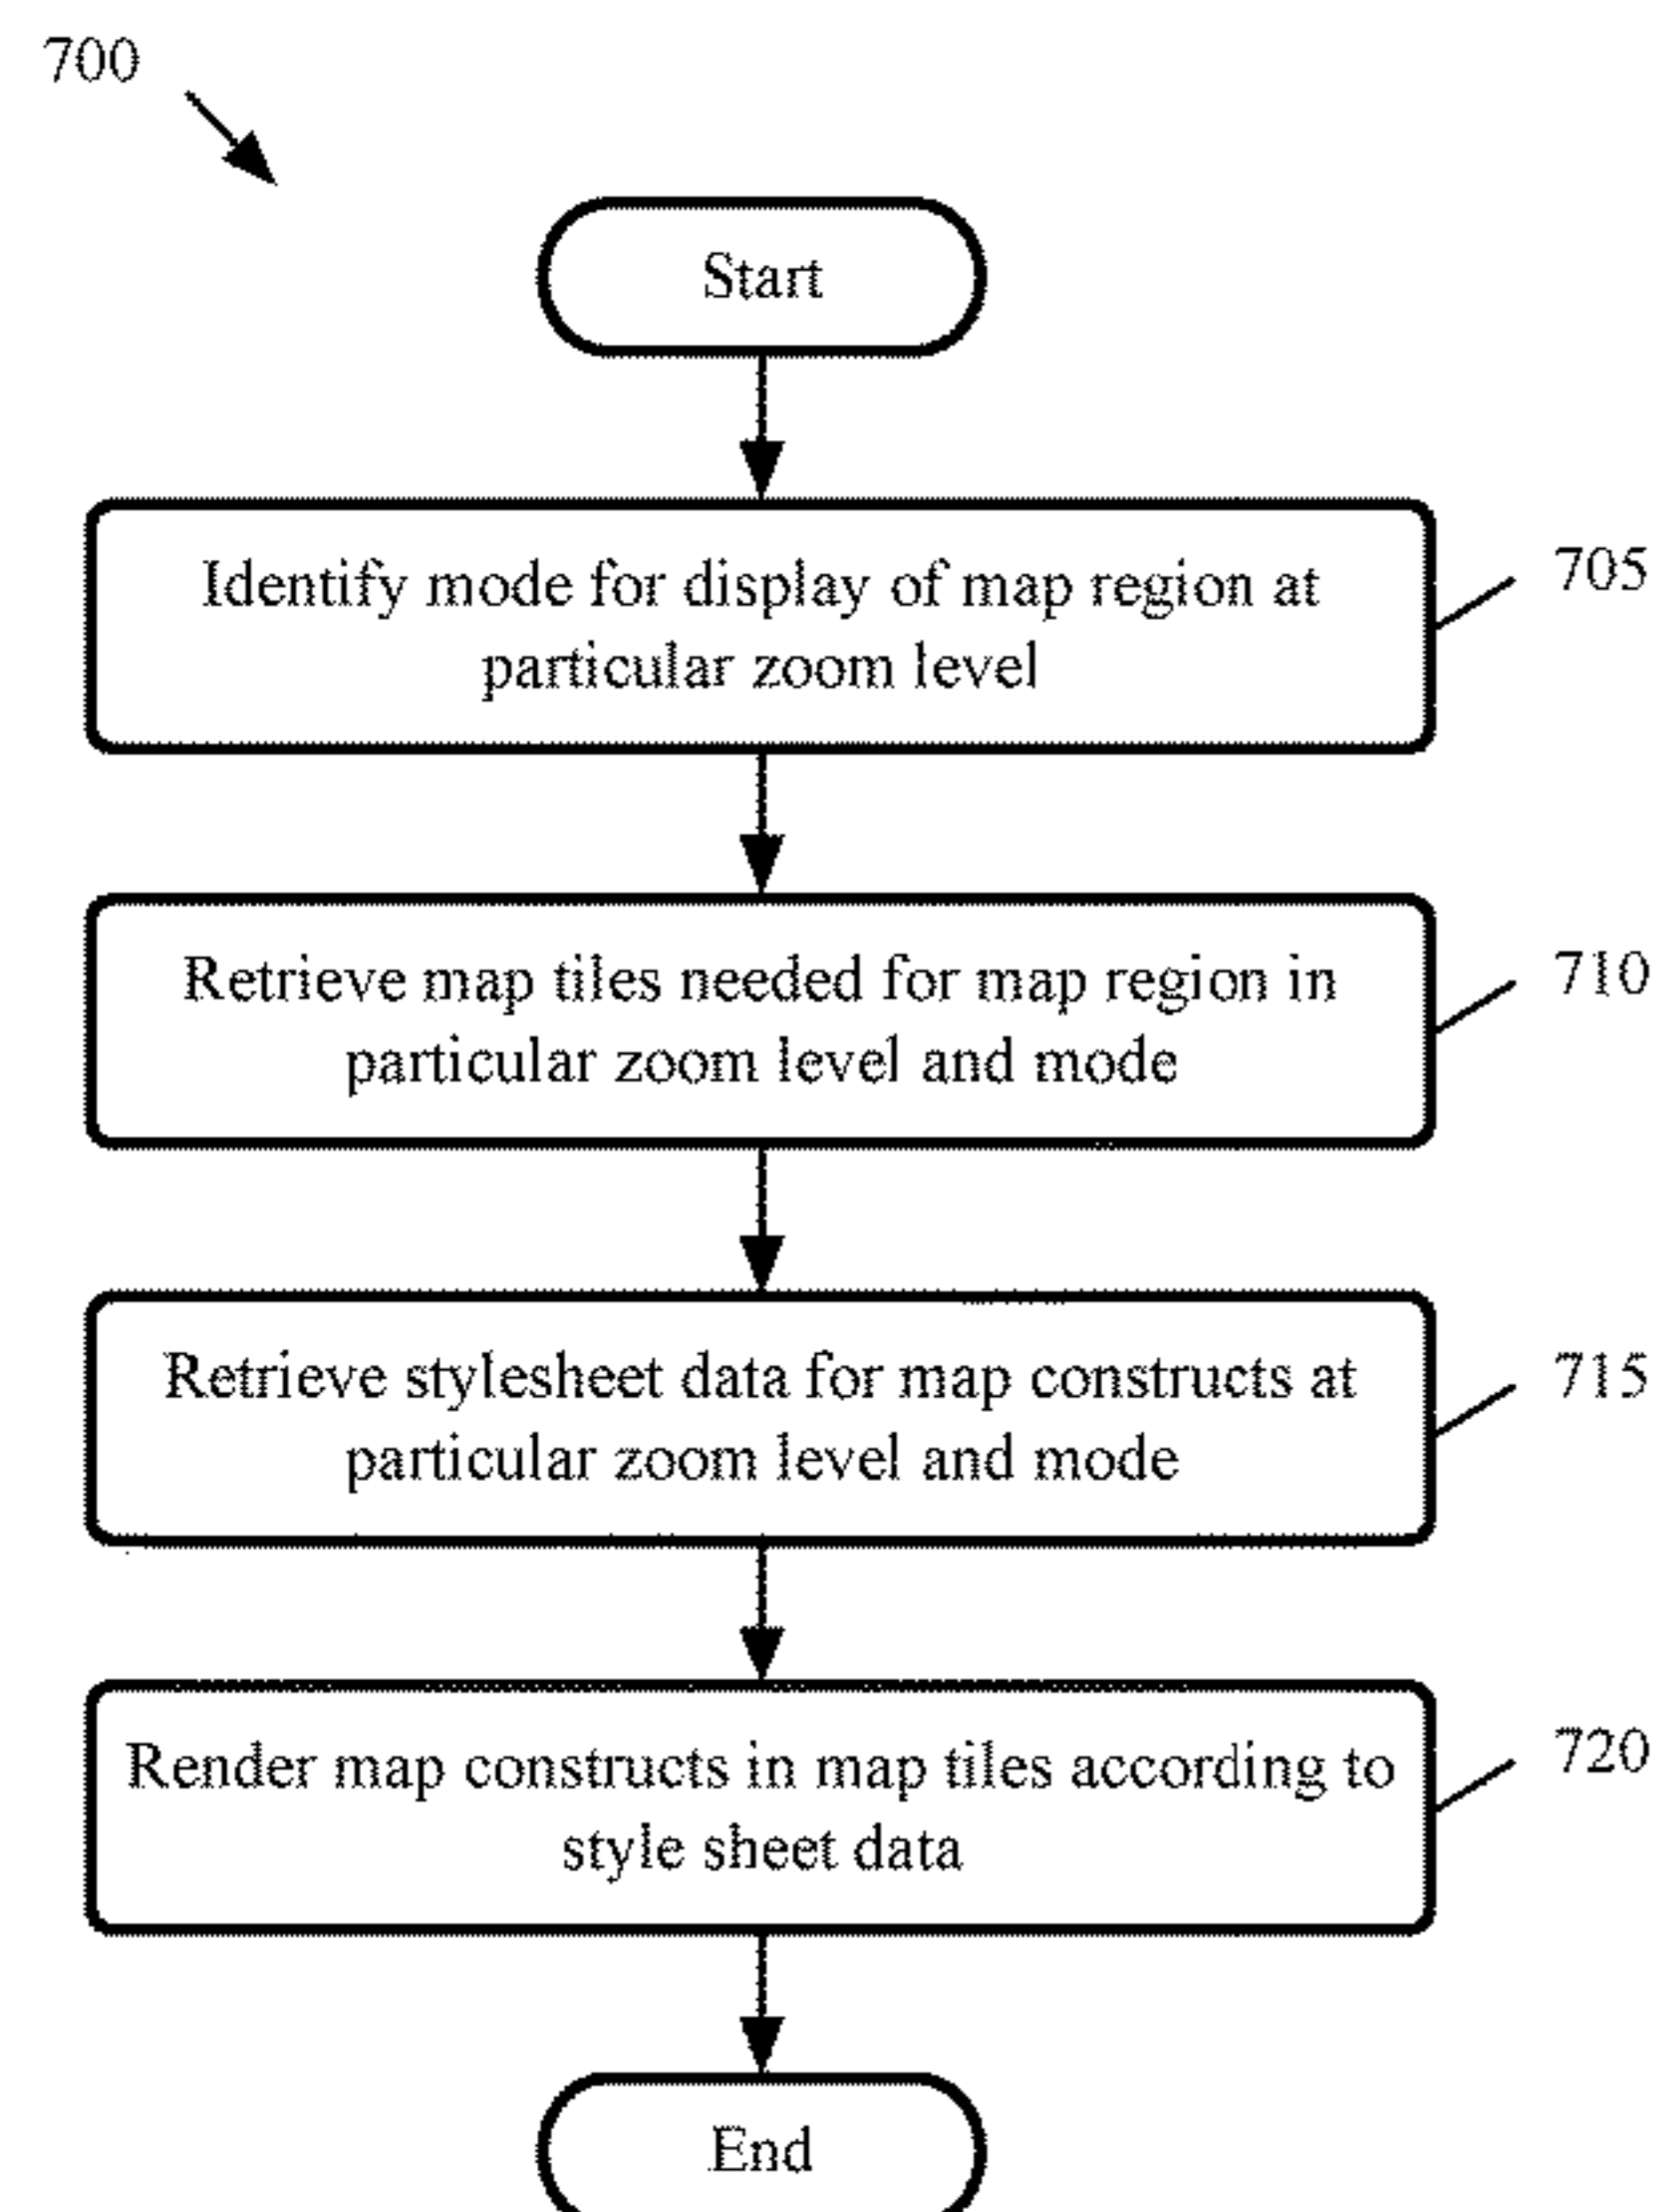 700
Start
Identify mode for display of map region at
particular zoom level
705
Retrieve map tiles needed for map region in
particular zoom level and mode
710
Retrieve stylesheet data for map constructs at
particular zoom level and mode
715
Render map constructs in map tiles according to
style sheet data
720
End